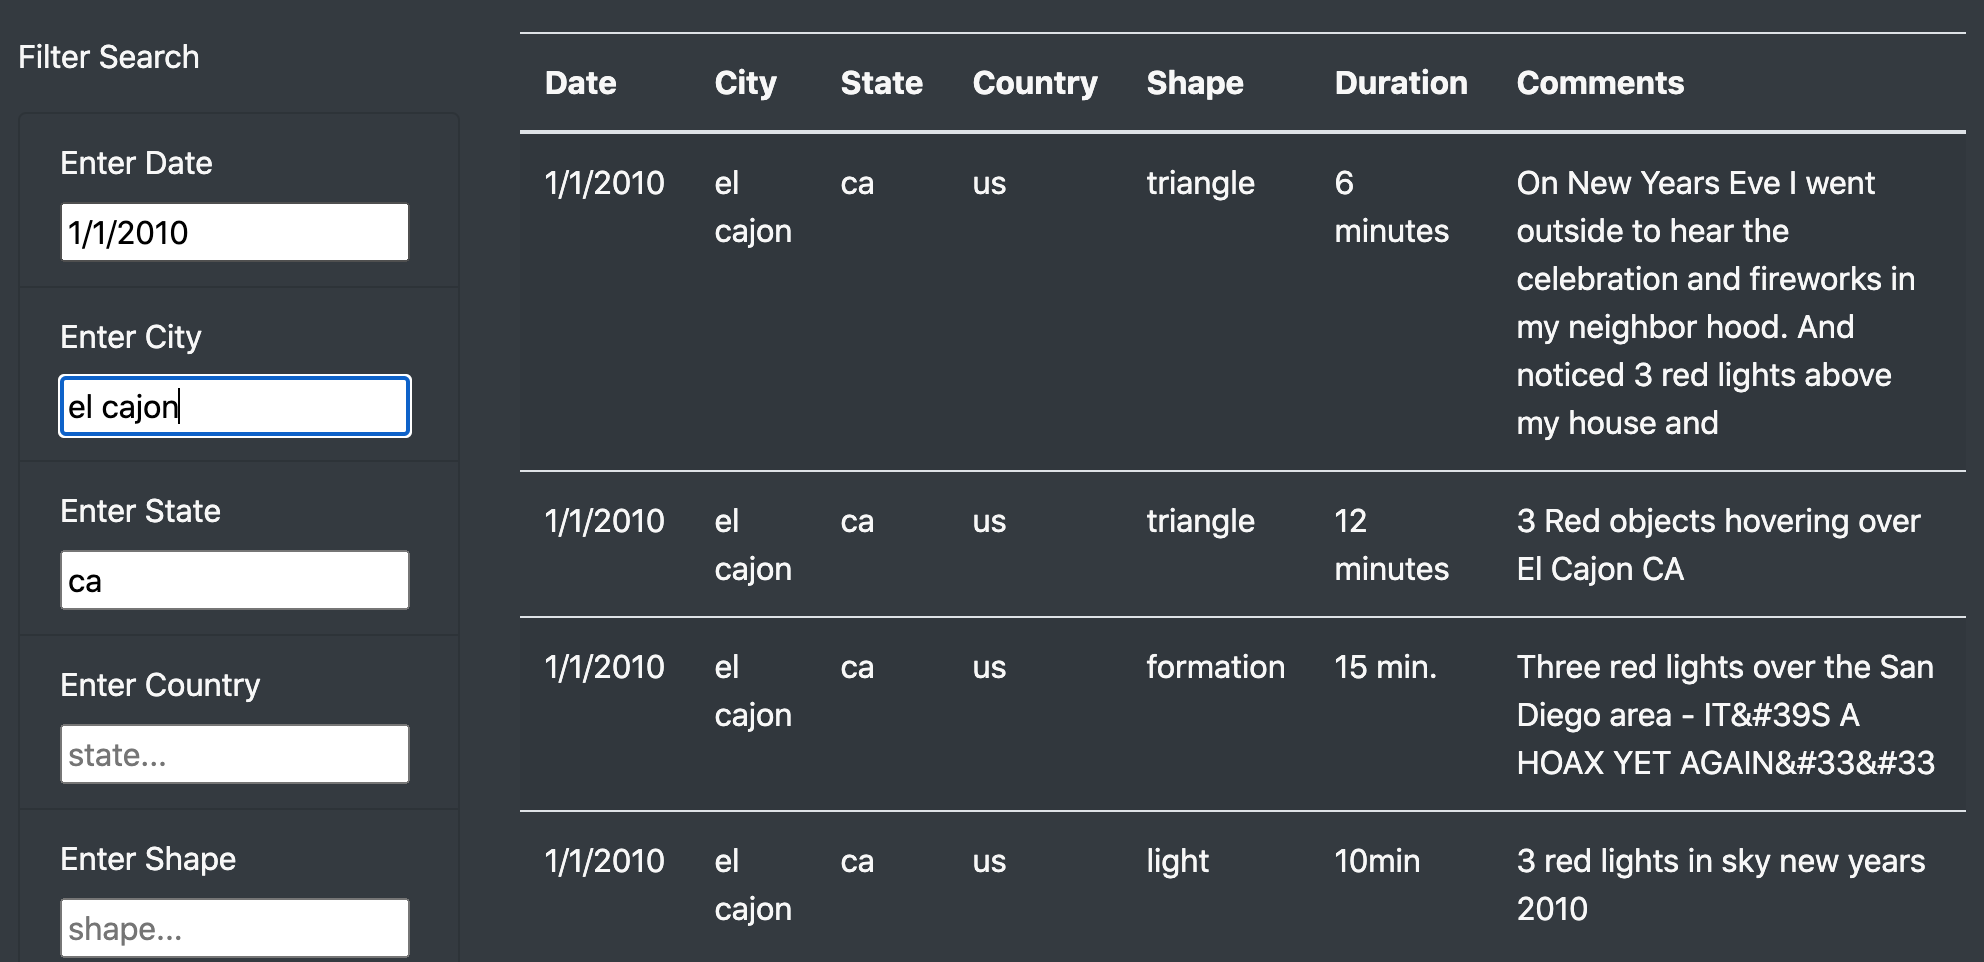 Filter Search
Enter Date
1/1/2010
Enter City
el cajon
Enter State
ca
Enter Country
state...
Enter Shape
shape...
Date City State Country Shape Duration Comments
1/1/2010 el ca us triangle 6 On New Years Eve I went
cajon minutes outside to hear the
celebration and fireworks in
my neighbor hood. And
noticed 3 red lights above
my house and
1/1/2010 el ca us triangle 12 3 Red objects hovering over
cajon minutes El Cajon CA
1/1/2010 el ca us formation 15 min. Three red lights over the San
cajon Diego area - IT&#39S A
HOAX YET AGAIN&#33&#33
1/1/2010 el ca us light 10min 3 red lights in sky new years
cajon 2010